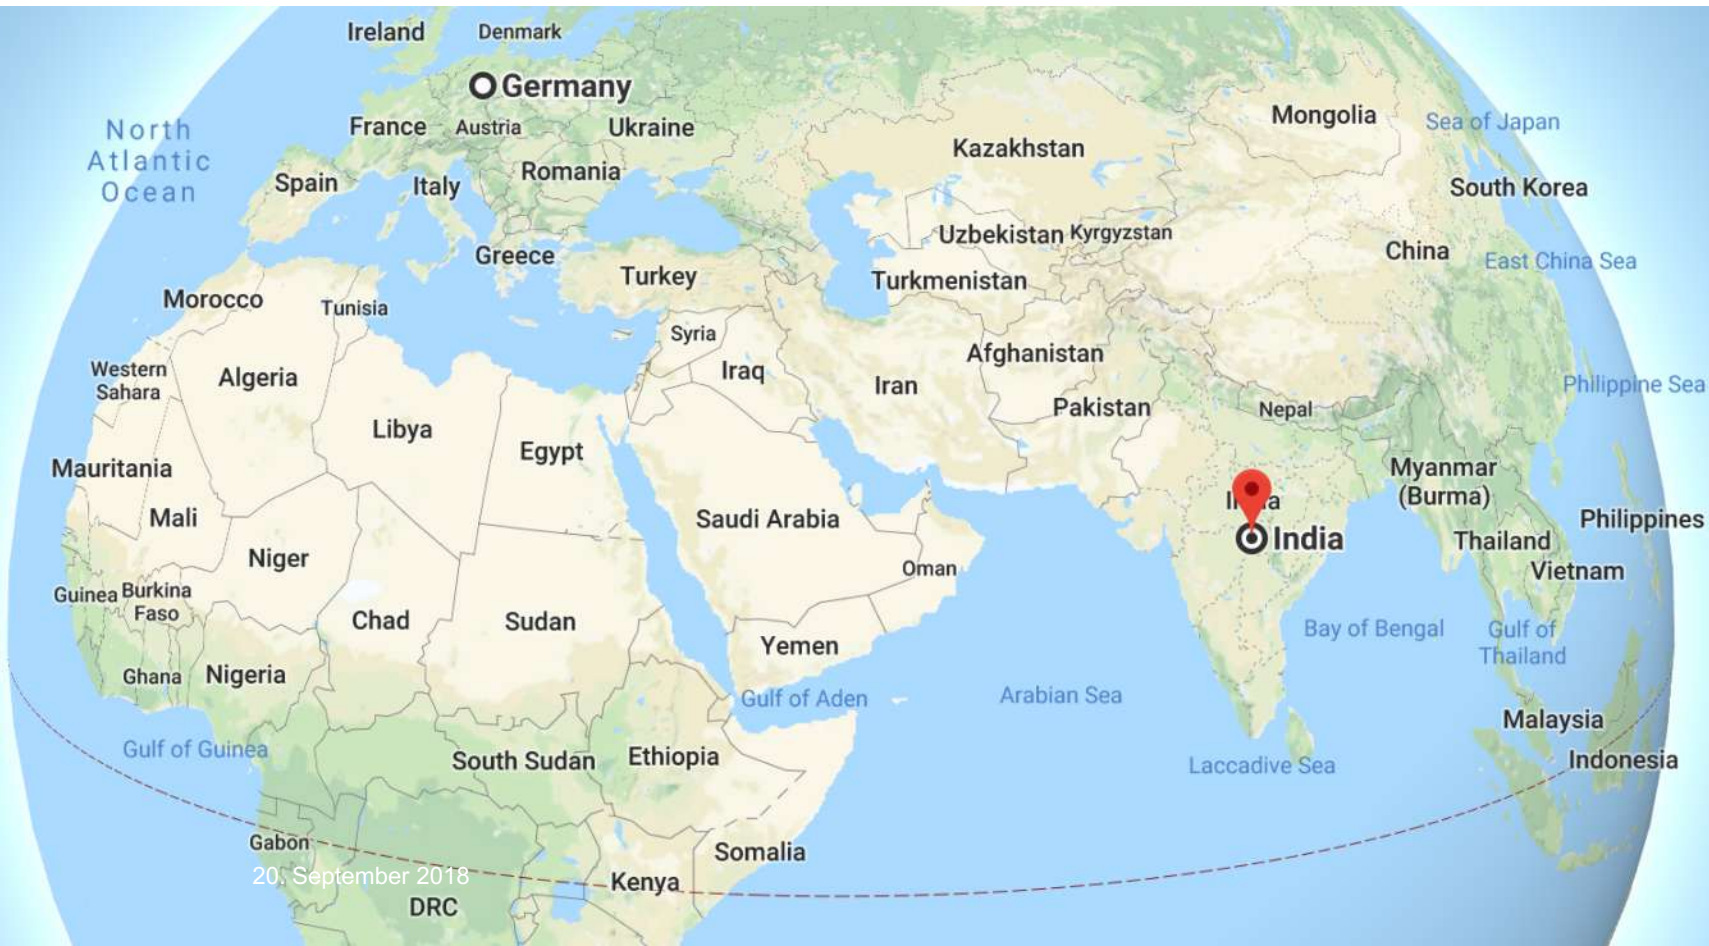 Ireland
Denmark
Germany
North
Atlantic
Ocean
France
Austria
Ukraine
Mongolia
Sea of Japan
Kazakhstan
Romania
Spain
Italy
South Korea
Uzbekistan
Kyrgyzstan
Greece
China
East China Sea
Turkey
Turkmenistan
Morocco
Tunisia
Syria
Afghanistan
Western
Sahara
Algeria
Iraq
Iran
Philippine Sea
Pakistan
Nepal
Libya
Egypt
Mauritania
Myanmar
(Burma)
Mali
Saudi Arabia
Philippines
India
Thailand
Niger
Oman
Vietnam
Guinea
Burkina
Faso
Chad
Sudan
Bay of Bengal
Gulf of
Thailand
Yemen
Ghana
Nigeria
Gulf of Aden
Arabian Sea
Malaysia
Gulf of Guinea
South Sudan
Ethiopia
Laccadive Sea
Indonesia
Gabon
Somalia
20. September 2018
Kenya
DRC